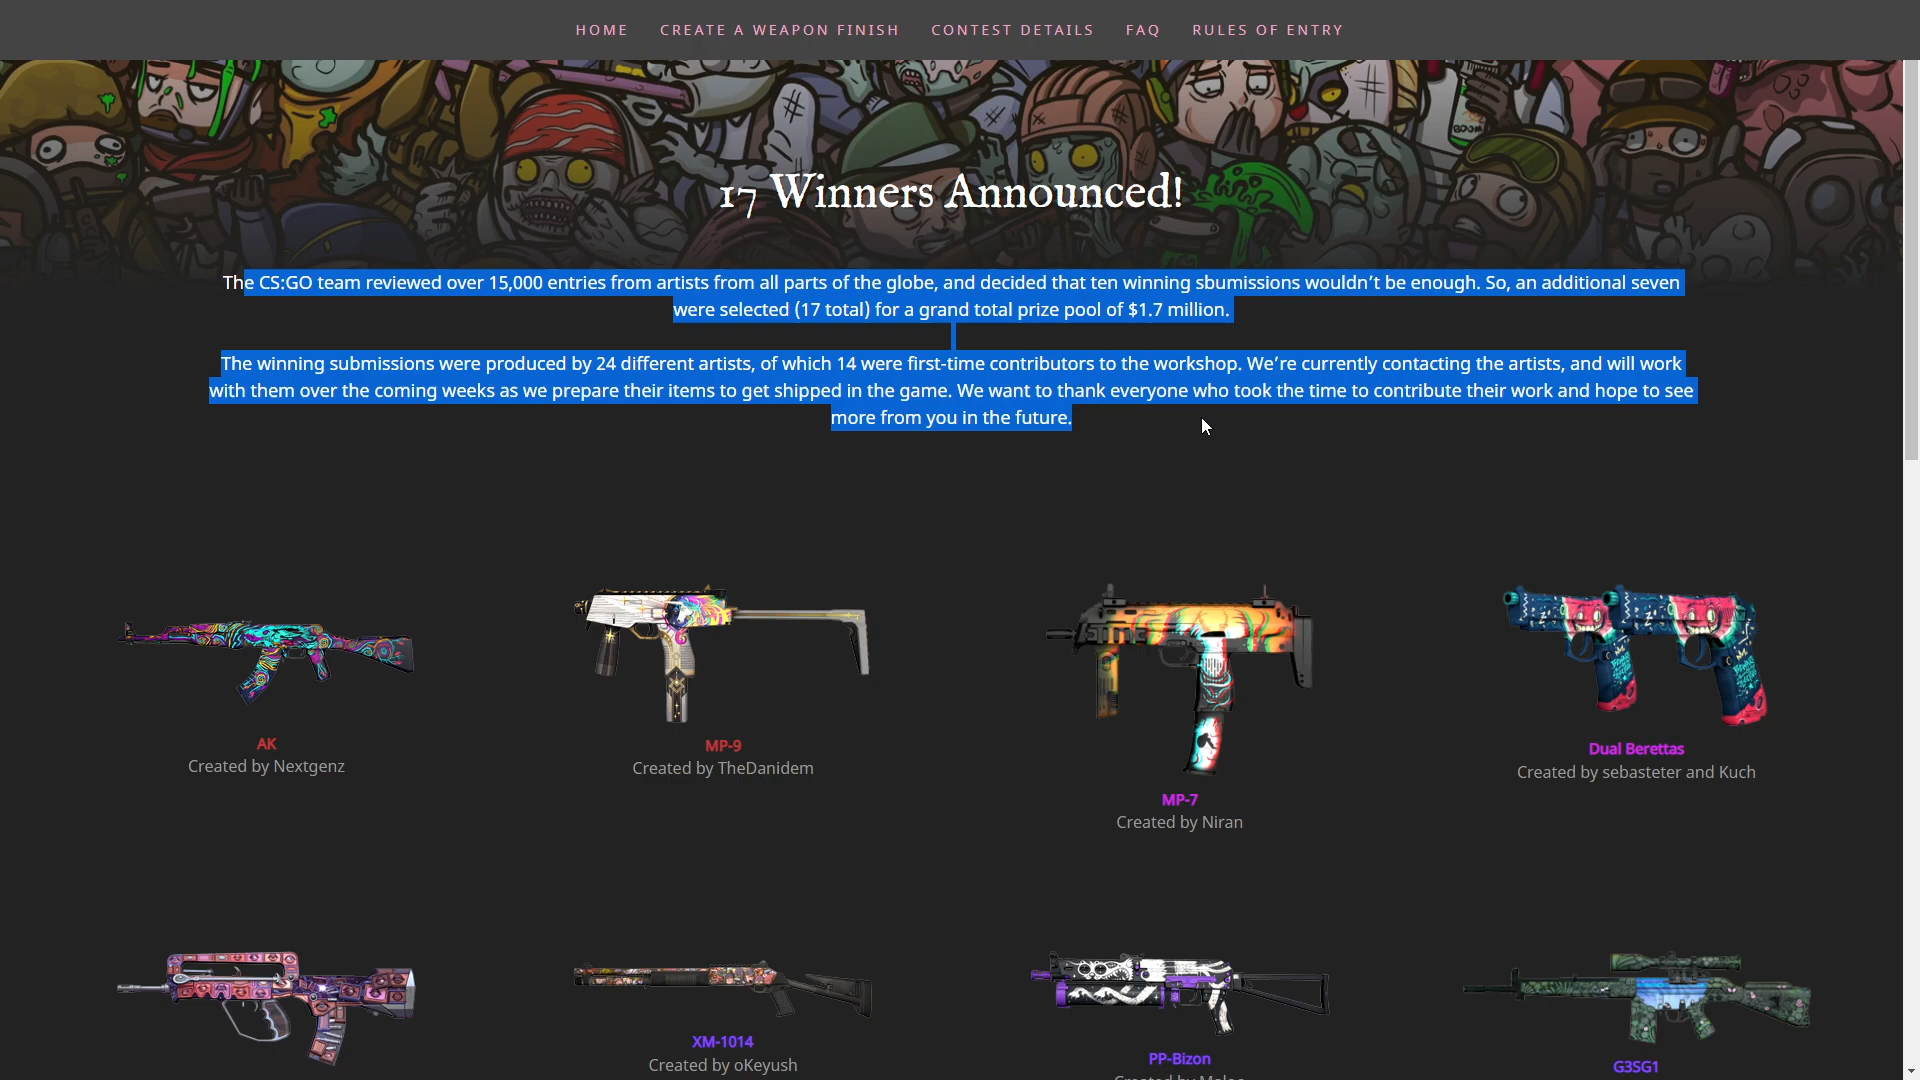 HOME CREATE A WEAPON FINISH CONTEST DETAILS FAQ RULES OF ENTRY
BOOM
17 Winners Announced!
The CS:GO team reviewed over 15,000 entries from artists from all parts of the globe, and decided that ten winning sbumissions wouldn’t be enough. So, an additional seven
were selected (17 total) for a grand total prize pool of $1.7 million.
The winning submissions were produced by 24 different artists, of which 14 were first-time contributors to the workshop. We’re currently contacting the artists, and will work
with them over the coming weeks as we prepare their items to get shipped in the game. We want to thank everyone who took the time to contribute their work and hope to see
more from you in the future.
AK
Created by Nextgenz
MP-9
Created by TheDanidem
MP-7
Created by Niran
Dual Berettas
Created by sebasteter and Kuch
XM-1014
Created by oKeyush
PP-Bizon
Created by
G3SG1